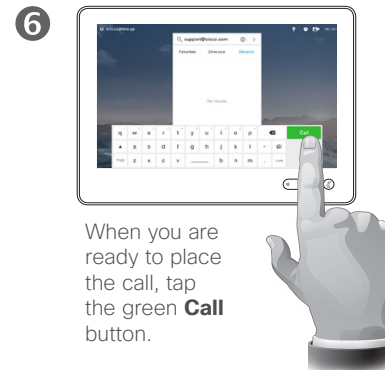 6
support@cisco.com
Favorites Directory Recents
No results
q w e r t y u i o p
Call
a s d f g h j k l - @
z x c v b n m . .com
When you are
ready to place
the call, tap
the green Call
button.